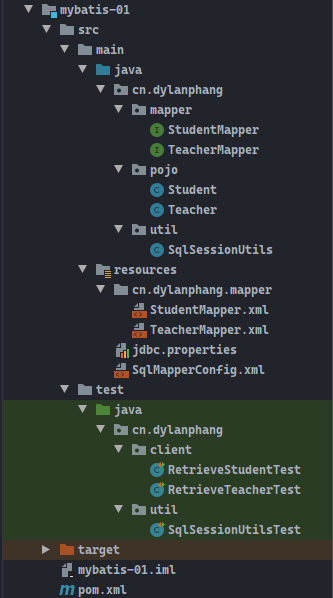 mybatis-01
src
main
java
cn.dylanphang
mapper
StudentMapper
TeacherMapper
pojo
Student
Teacher
util
SqlSessionUtils
resources
cn.dylanphang.mapper
StudentMapper.xml
TeacherMapper.xml
jdbc.properties
SqlMapperConfig.xml
test
java
cn.dylanphang
client
RetrieveStudentTest
RetrieveTeacherTest
util
SqlSessionUtilsTest
target
mybatis-01.iml
pom.xml